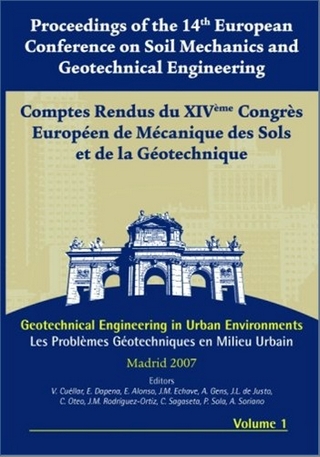 Proceedings of the 14th European
Conference on Soil Mechanics and
Geotechnical Engineering
Comptes Rendus du XIVème Congrès
Européen de Mécanique des Sols
et de la Géotechnique
Geotechnical Engineering in Urban Environments
Les Problèmes Géotechniques en Milieu Urbain
Madrid 2007
Editors
V. Cuéllar, E. Dapena, E. Alonso, J.M. Echave, A. Gens, J.L. de Justo,
C. Oteo, J.M. Rodríguez-Ortiz, C. Sagaseta, P. Sola, A. Soriano
Volume 1